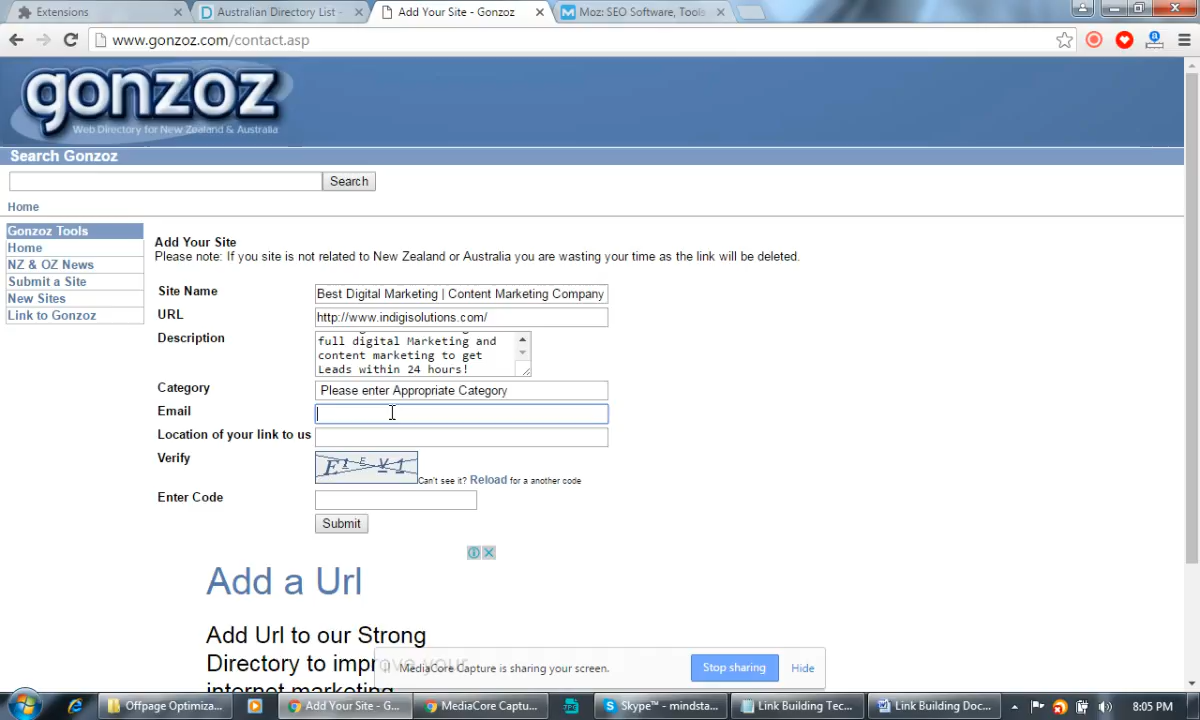 Extensions
Australian Directory List -
Add Your Site - Gonzoz
Moz: SEO Software, Tools
www.gonzoz.com/contact.asp
gonzoz
Web Directory for New Zealand & Australia
Search Gonzoz
Search
Home
Gonzoz Tools
Home
NZ & OZ News
Submit a Site
New Sites
Link to Gonzoz
Add Your Site
Please note: If you site is not related to New Zealand or Australia you are wasting your time as the link will be deleted.
Site Name
Best Digital Marketing | Content Marketing Company
URL
http://www.indigisolutions.com/
Description
full digital Marketing and
content marketing to get
Leads within 24 hours!
Category
Please enter Appropriate Category
Email
Location of your link to us
Verify
Can't see it? Reload for a another code
Enter Code
Submit
Add a Url
Add Url to our Strong
Directory to improve your
internet marketing
MediaCore Capture is sharing your screen.
Stop sharing
Hide
Offpage Optimiza...
Add Your Site - G...
MediaCore Captu...
Skype™ - mindsta...
Link Building Tec...
Link Building Doc...
8:05 PM